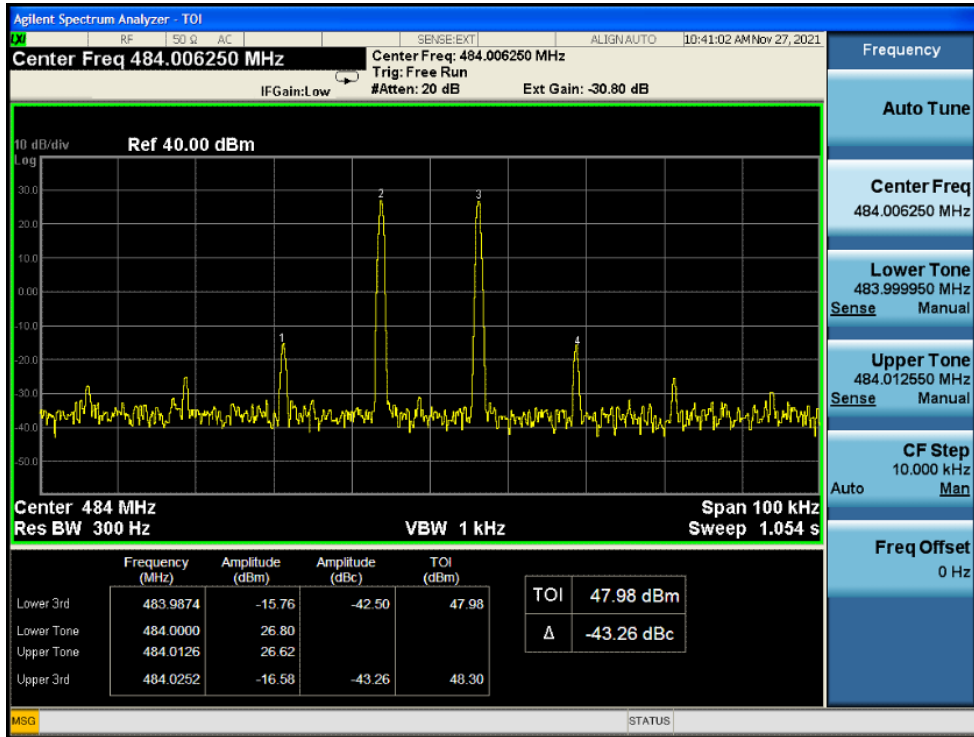 Agilent Spectrum Analyzer - TOI
LXI RF 50 Ω AC SENSE:EXT ALIGN AUTO 10:41:02 AM Nov 27, 2021
Center Freq 484.006250 MHz
Center Freq: 484.006250 MHz
Trig: Free Run
IFGain:Low #Atten: 20 dB Ext Gain: -30.80 dB
10 dB/div Ref 40.00 dBm
Log
30.0
20.0
10.0
0.00
-10.0
-20.0
-30.0
-40.0
-50.0
1
2
3
4
Center 484 MHz Span 100 kHz
Res BW 300 Hz VBW 1 kHz Sweep 1.054 s
Frequency Amplitude Amplitude TOI
(MHz) (dBm) (dBc) (dBm)
Lower 3rd 483.9874 -15.76 -42.50 47.98
Lower Tone 484.0000 26.80
Upper Tone 484.0126 26.62
Upper 3rd 484.0252 -16.58 -43.26 48.30
TOI 47.98 dBm
Δ -43.26 dBc
MSG STATUS
Frequency
Auto Tune
Center Freq
484.006250 MHz
Lower Tone
483.999950 MHz
Sense Manual
Upper Tone
484.012550 MHz
Sense Manual
CF Step
10.000 kHz
Auto Man
Freq Offset
0 Hz